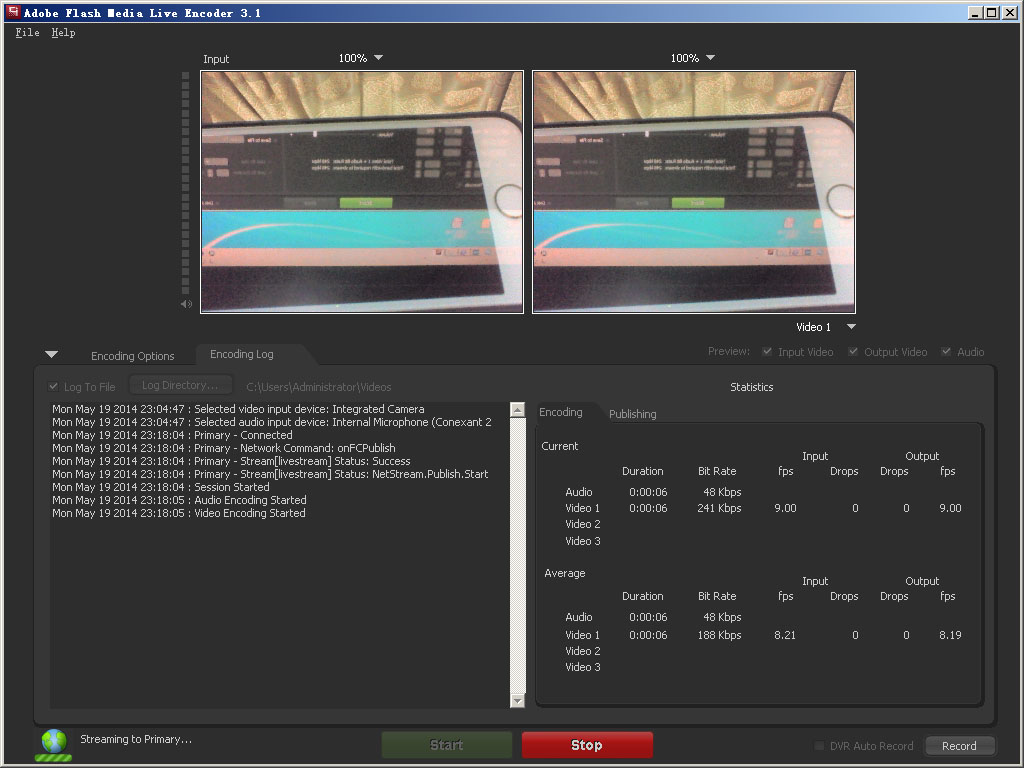 Adobe Flash Media Live Encoder 3.1
File Help
Input 100% 100%
Video 1
Encoding Options Encoding Log Preview: Input Video Output Video Audio
Log To File Log Directory... C:\Users\Administrator\Videos
Statistics
Mon May 19 2014 23:04:47 : Selected video input device: Integrated Camera
Mon May 19 2014 23:04:47 : Selected audio input device: Internal Microphone (Conexant 2
Mon May 19 2014 23:18:04 : Primary - Connected
Mon May 19 2014 23:18:04 : Primary - Network Command: onFCPublish
Mon May 19 2014 23:18:04 : Primary - Stream[livestream] Status: Success
Mon May 19 2014 23:18:04 : Primary - Stream[livestream] Status: NetStream.Publish.Start
Mon May 19 2014 23:18:04 : Session Started
Mon May 19 2014 23:18:05 : Audio Encoding Started
Mon May 19 2014 23:18:05 : Video Encoding Started
Encoding Publishing
Current
Input Output
Duration Bit Rate fps Drops Drops fps
Audio 0:00:06 48 Kbps
Video 1 0:00:06 241 Kbps 9.00 0 0 9.00
Video 2
Video 3
Average
Input Output
Duration Bit Rate fps Drops Drops fps
Audio 0:00:06 48 Kbps
Video 1 0:00:06 188 Kbps 8.21 0 0 8.19
Video 2
Video 3
Streaming to Primary... Start Stop DVR Auto Record Record